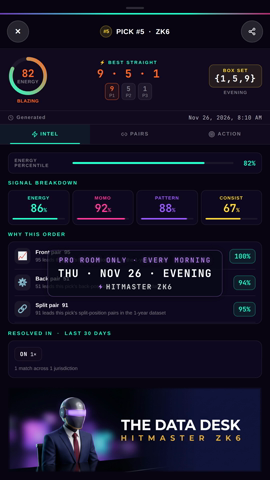 #5 PICK #5 · ZK6
82
ENERGY
BLAZING
⚡ BEST STRAIGHT
9 · 5 · 1
9 P1
5 P2
1 P3
BOX SET
{1,5,9}
EVENING
Generated
Nov 26, 2026, 8:10 AM
INTEL
PAIRS
ACTION
ENERGY PERCENTILE
82%
SIGNAL BREAKDOWN
ENERGY
86%
MOMO
92%
PATTERN
88%
CONSIST
67%
WHY THIS ORDER
Front pair 95
100%
PRO ROOM ONLY · EVERY MORNING
THU · NOV 26 · EVENING
HITMASTER ZK6
94%
Split pair 91
91 leads this pick's split-position pair in the 1-year dataset
95%
RESOLVED IN · LAST 30 DAYS
ON 1×
1 match across 1 jurisdiction
THE DATA DESK
HITMASTER ZK6